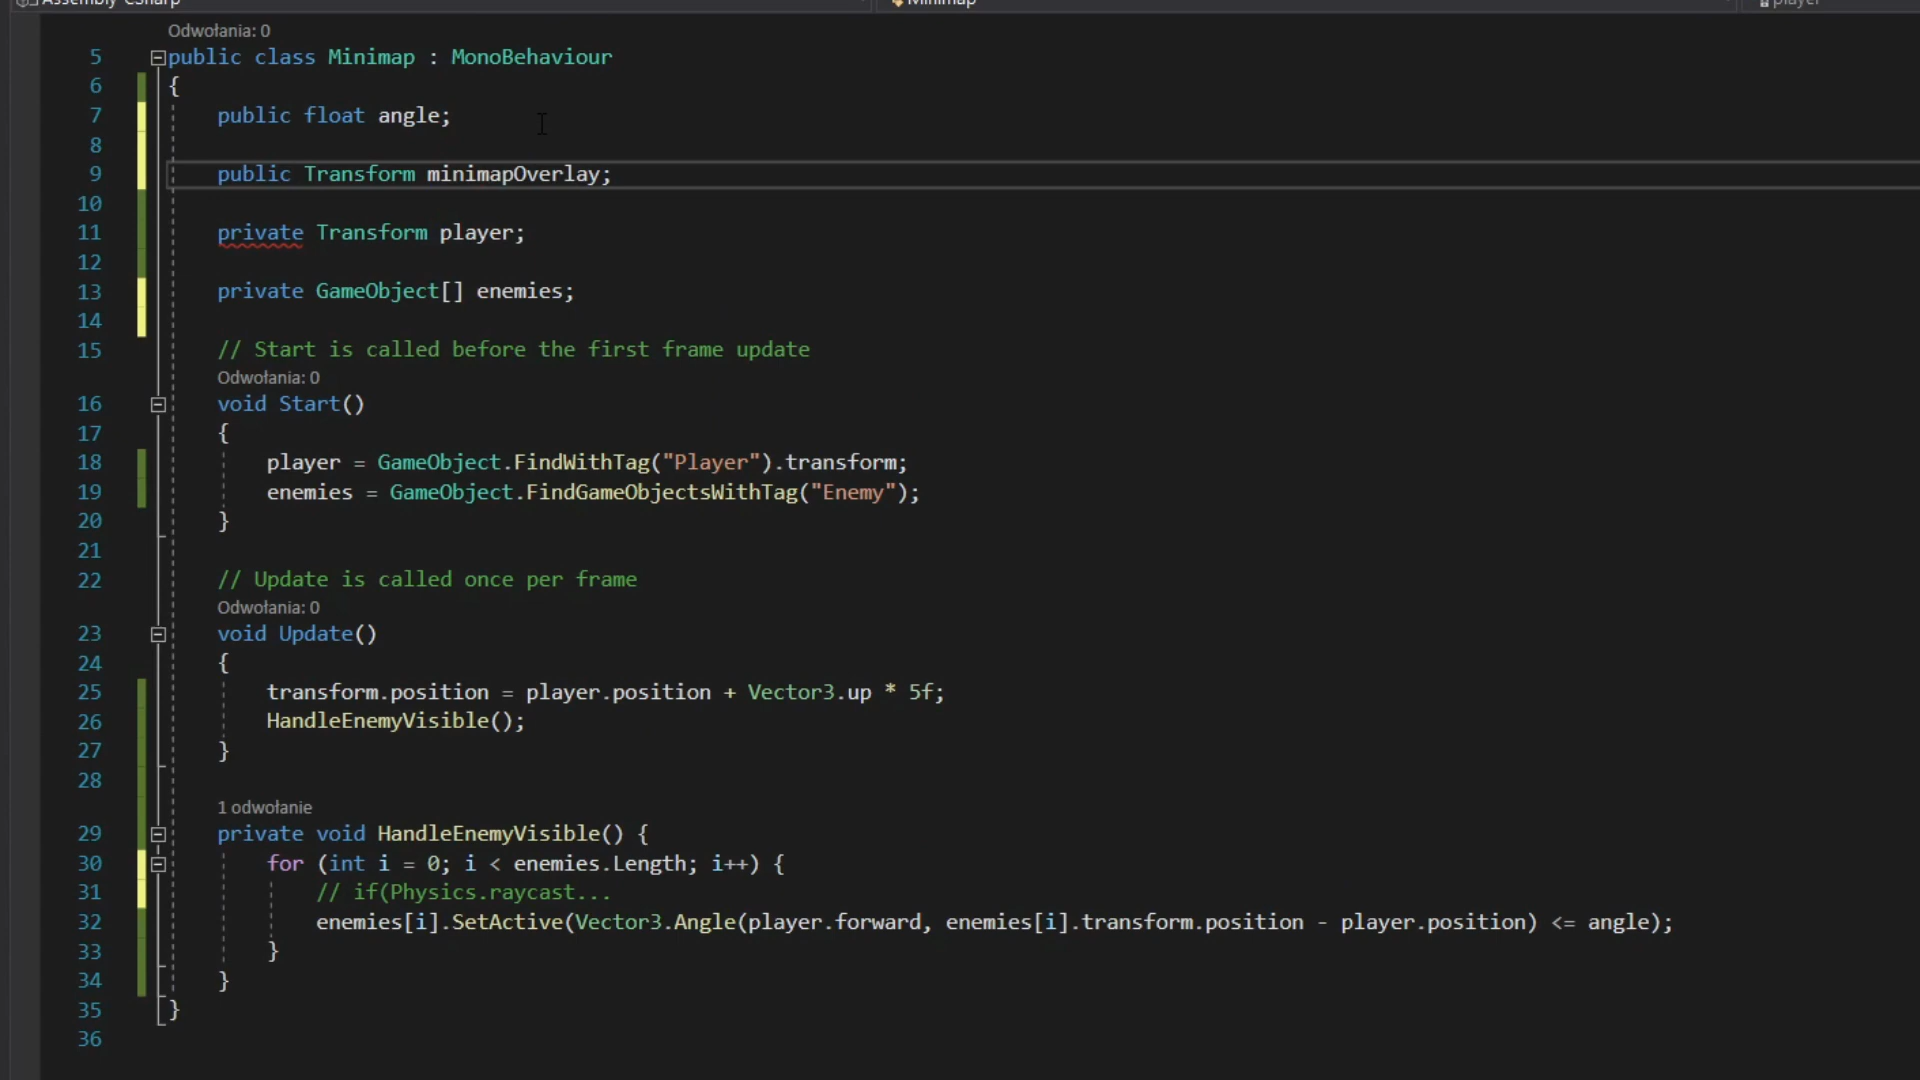 Assembly-CSharp Minimap player
Odwołania: 0
5 public class Minimap : MonoBehaviour
6 {
7 public float angle;
8
9 public Transform minimapOverlay;
10
11 private Transform player;
12
13 private GameObject[] enemies;
14
15 // Start is called before the first frame update
Odwołania: 0
16 void Start()
17 {
18 player = GameObject.FindWithTag("Player").transform;
19 enemies = GameObject.FindGameObjectsWithTag("Enemy");
20 }
21
22 // Update is called once per frame
Odwołania: 0
23 void Update()
24 {
25 transform.position = player.position + Vector3.up * 5f;
26 HandleEnemyVisible();
27 }
28
1 odwołanie
29 private void HandleEnemyVisible() {
30 for (int i = 0; i < enemies.Length; i++) {
31 // if(Physics.raycast...
32 enemies[i].SetActive(Vector3.Angle(player.forward, enemies[i].transform.position - player.position) <= angle);
33 }
34 }
35 }
36